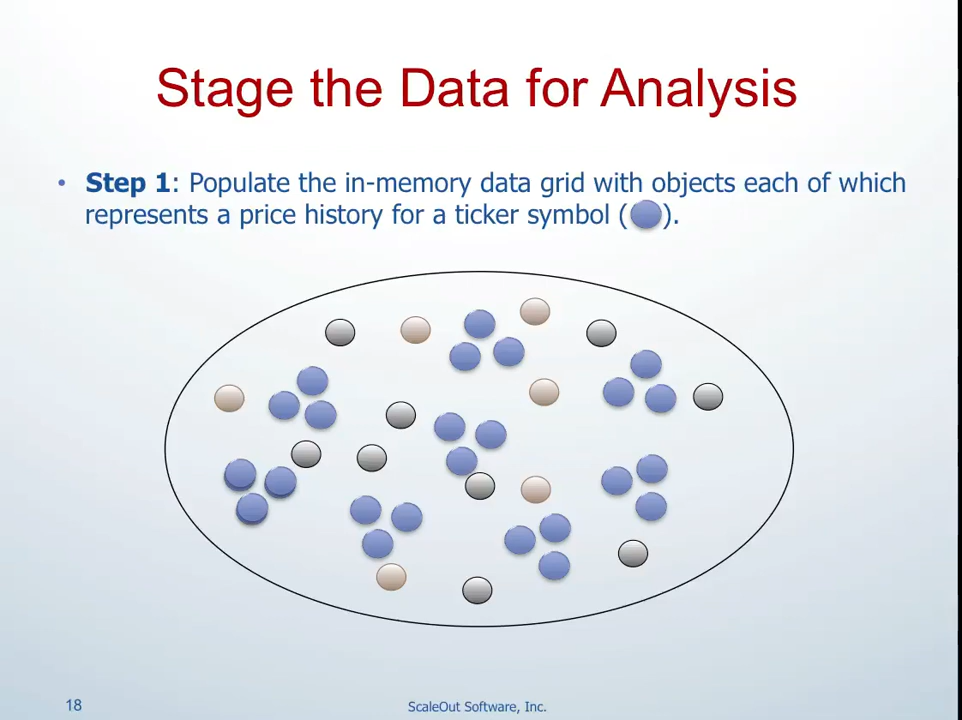 Stage the Data for Analysis
• Step 1: Populate the in-memory data grid with objects each of which
represents a price history for a ticker symbol ( ).
18
ScaleOut Software, Inc.